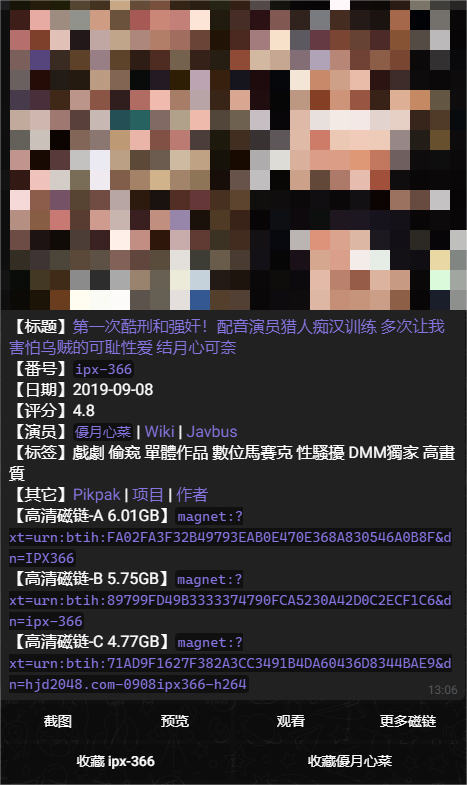 【标题】第一次酷刑和强奸！配音演员猎人痴汉训练 多次让我
害怕乌贼的可耻性爱 结月心可奈
【番号】ipx-366
【日期】2019-09-08
【评分】4.8
【演员】優月心菜 | Wiki | Javbus
【标签】戲劇 偷窺 單體作品 數位馬賽克 性騷擾 DMM獨家 高畫
質
【其它】Pikpak | 项目 | 作者
【高清磁链-A 6.01GB】magnet:?
xt=urn:btih:FA02FA3F32B49793EAB0E470E368A830546A0B8F&d
n=IPX366
【高清磁链-B 5.75GB】magnet:?
xt=urn:btih:89799FD49B3333374790FCA5230A42D0C2ECF1C6&d
n=ipx-366
【高清磁链-C 4.77GB】magnet:?
xt=urn:btih:71AD9F1627F382A3CC3491B4DA60436D8344BAE9&d
n=hjd2048.com-0908ipx366-h264
13:06
截图 预览 观看 更多磁链
收藏 ipx-366 收藏優月心菜